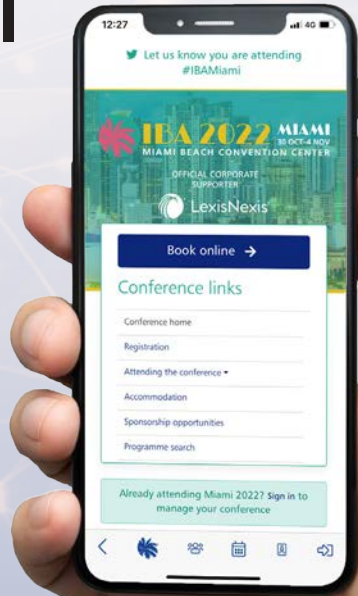 12:27
4G
Let us know you are attending
#IBAMiami
IBA 2022 MIAMI
30 OCT–4 NOV
MIAMI BEACH CONVENTION CENTER
OFFICIAL CORPORATE
SUPPORTER
LexisNexis
Book online →
Conference links
Conference home
Registration
Attending the conference
Accommodation
Sponsorship opportunities
Programme search
Already attending Miami 2022? Sign in to
manage your conference